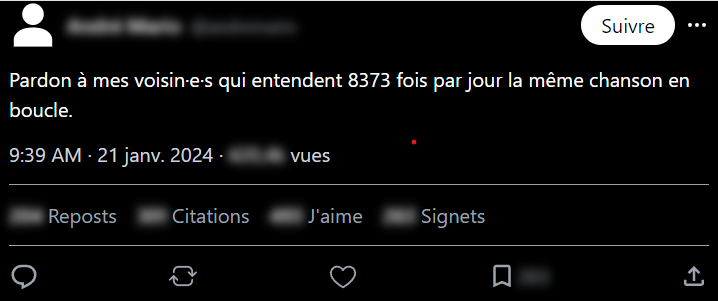 Suivre
Pardon à mes voisin·e·s qui entendent 8373 fois par jour la même chanson en
boucle.
9:39 AM · 21 janv. 2024 · vues
Reposts Citations J'aime Signets